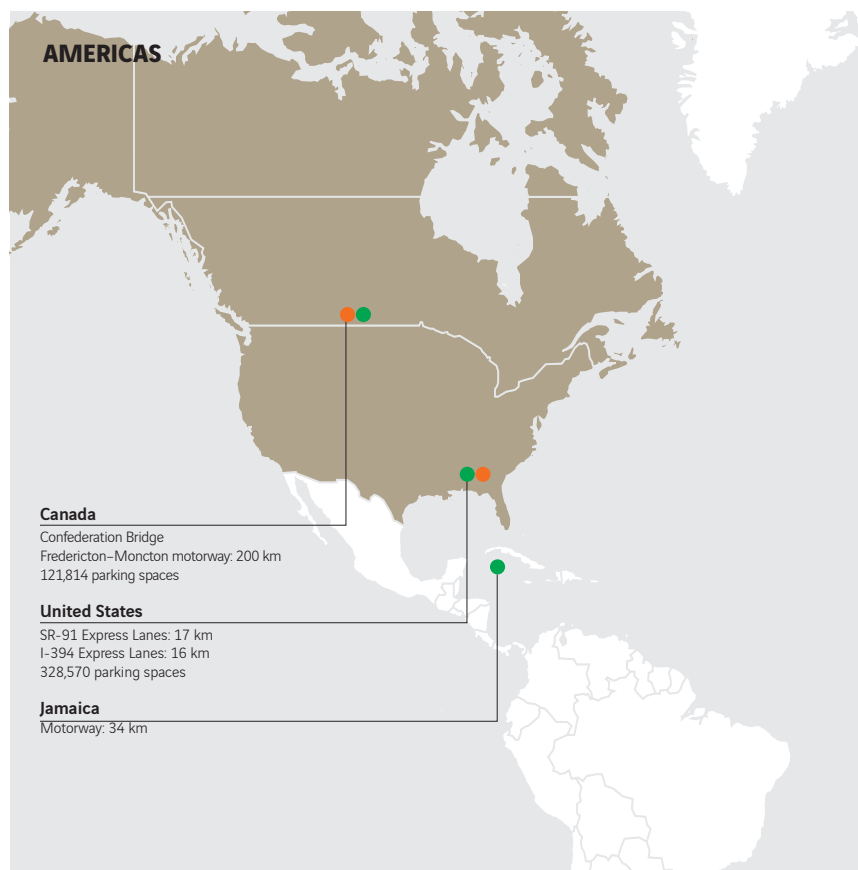 AMERICAS
Canada
Confederation Bridge
Fredericton–Moncton motorway: 200 km
121,814 parking spaces
United States
SR-91 Express Lanes: 17 km
I-394 Express Lanes: 16 km
328,570 parking spaces
Jamaica
Motorway: 34 km